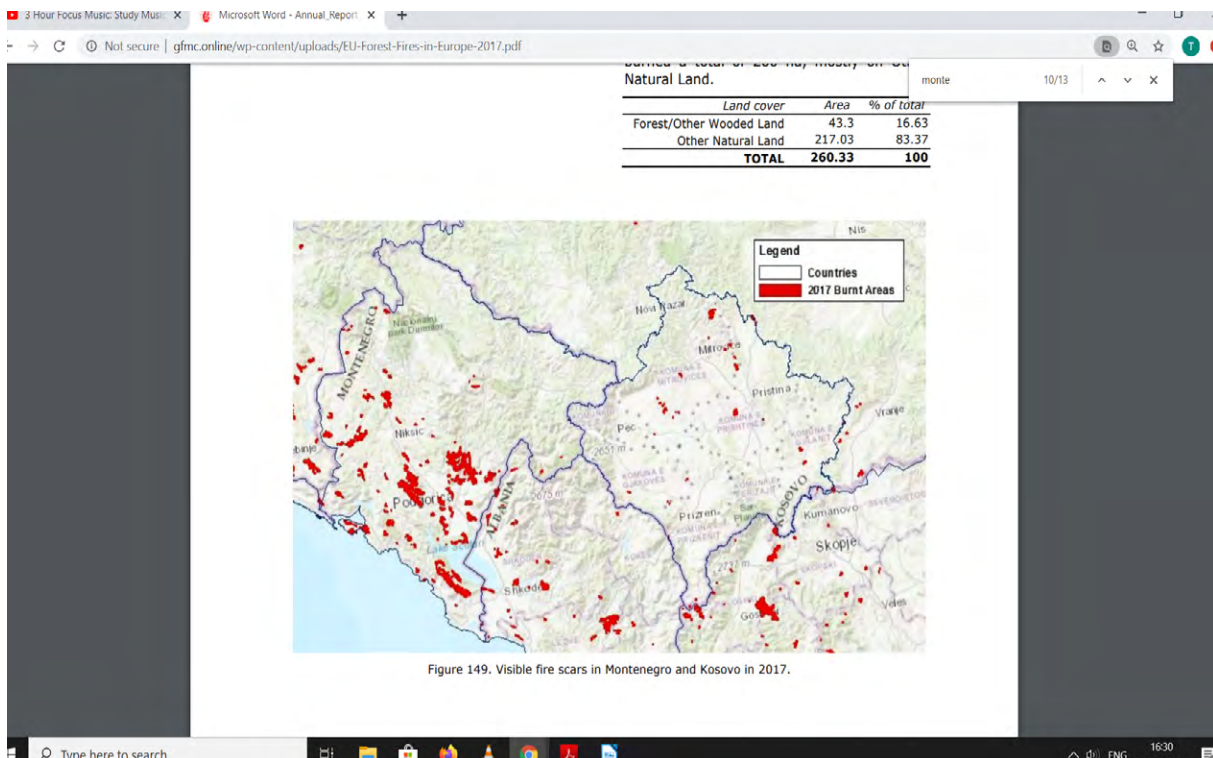 3 Hour Focus Music: Study Music
Microsoft Word - Annual_Report
Not secure | gfmc.online/wp-content/uploads/EU-Forest-Fires-in-Europe-2017.pdf
T
monte 10/13
Natural Land.
Land cover Area % of total
Forest/Other Wooded Land 43.3 16.63
Other Natural Land 217.03 83.37
TOTAL 260.33 100
Nis
Legend
Countries
2017 Burnt Areas
Novi Pazar
MONTENEGRO
Mitrovice
Pristina
Vranje
Niksic
Pec
2651 m
KOSOVO
Podgorica
ALBANIA
Prizren
Kumanovo
Skopje
2737 m
Shkoder
Veles
Figure 149. Visible fire scars in Montenegro and Kosovo in 2017.
Type here to search
ENG
16:30